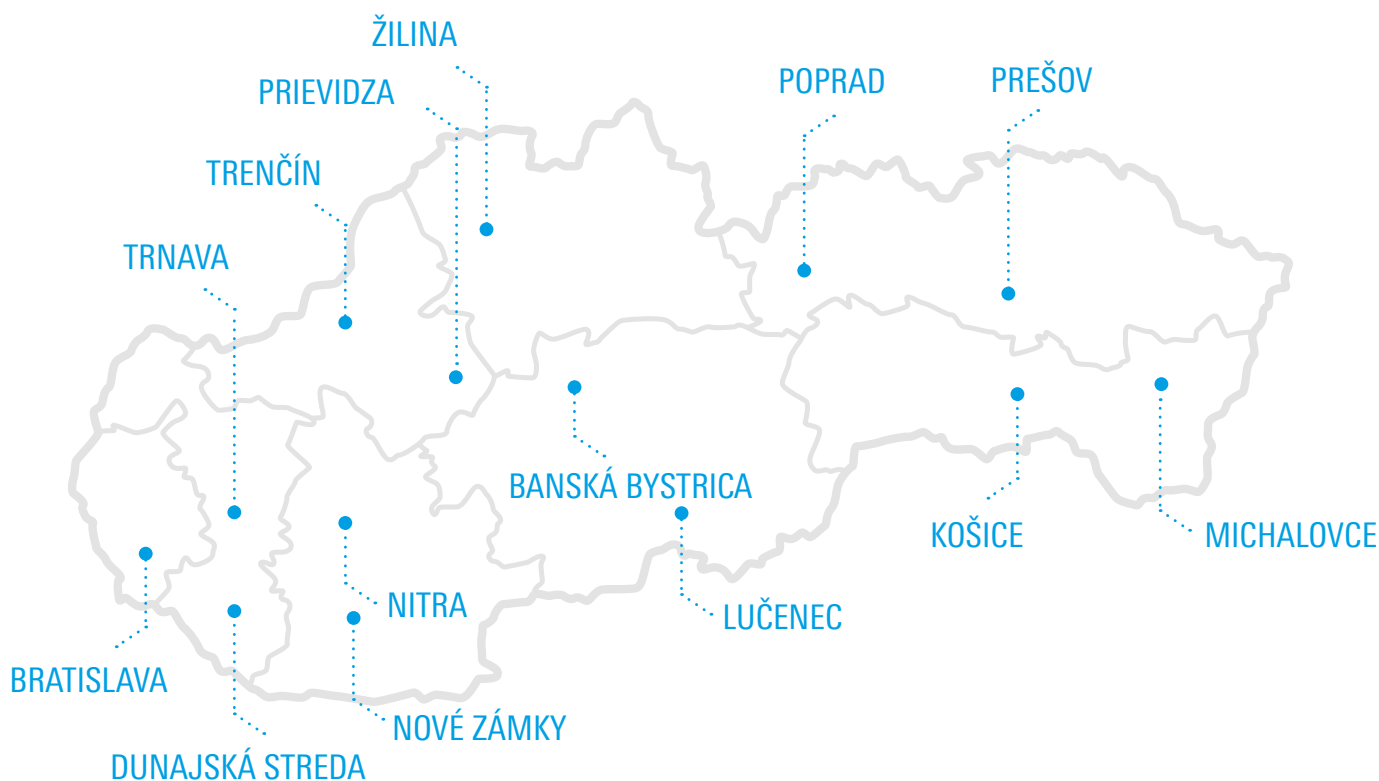 ŽILINA
PRIEVIDZA
POPRAD
PREŠOV
TRENČÍN
TRNAVA
BANSKÁ BYSTRICA
KOŠICE
MICHALOVCE
NITRA
LUČENEC
BRATISLAVA
NOVÉ ZÁMKY
DUNAJSKÁ STREDA